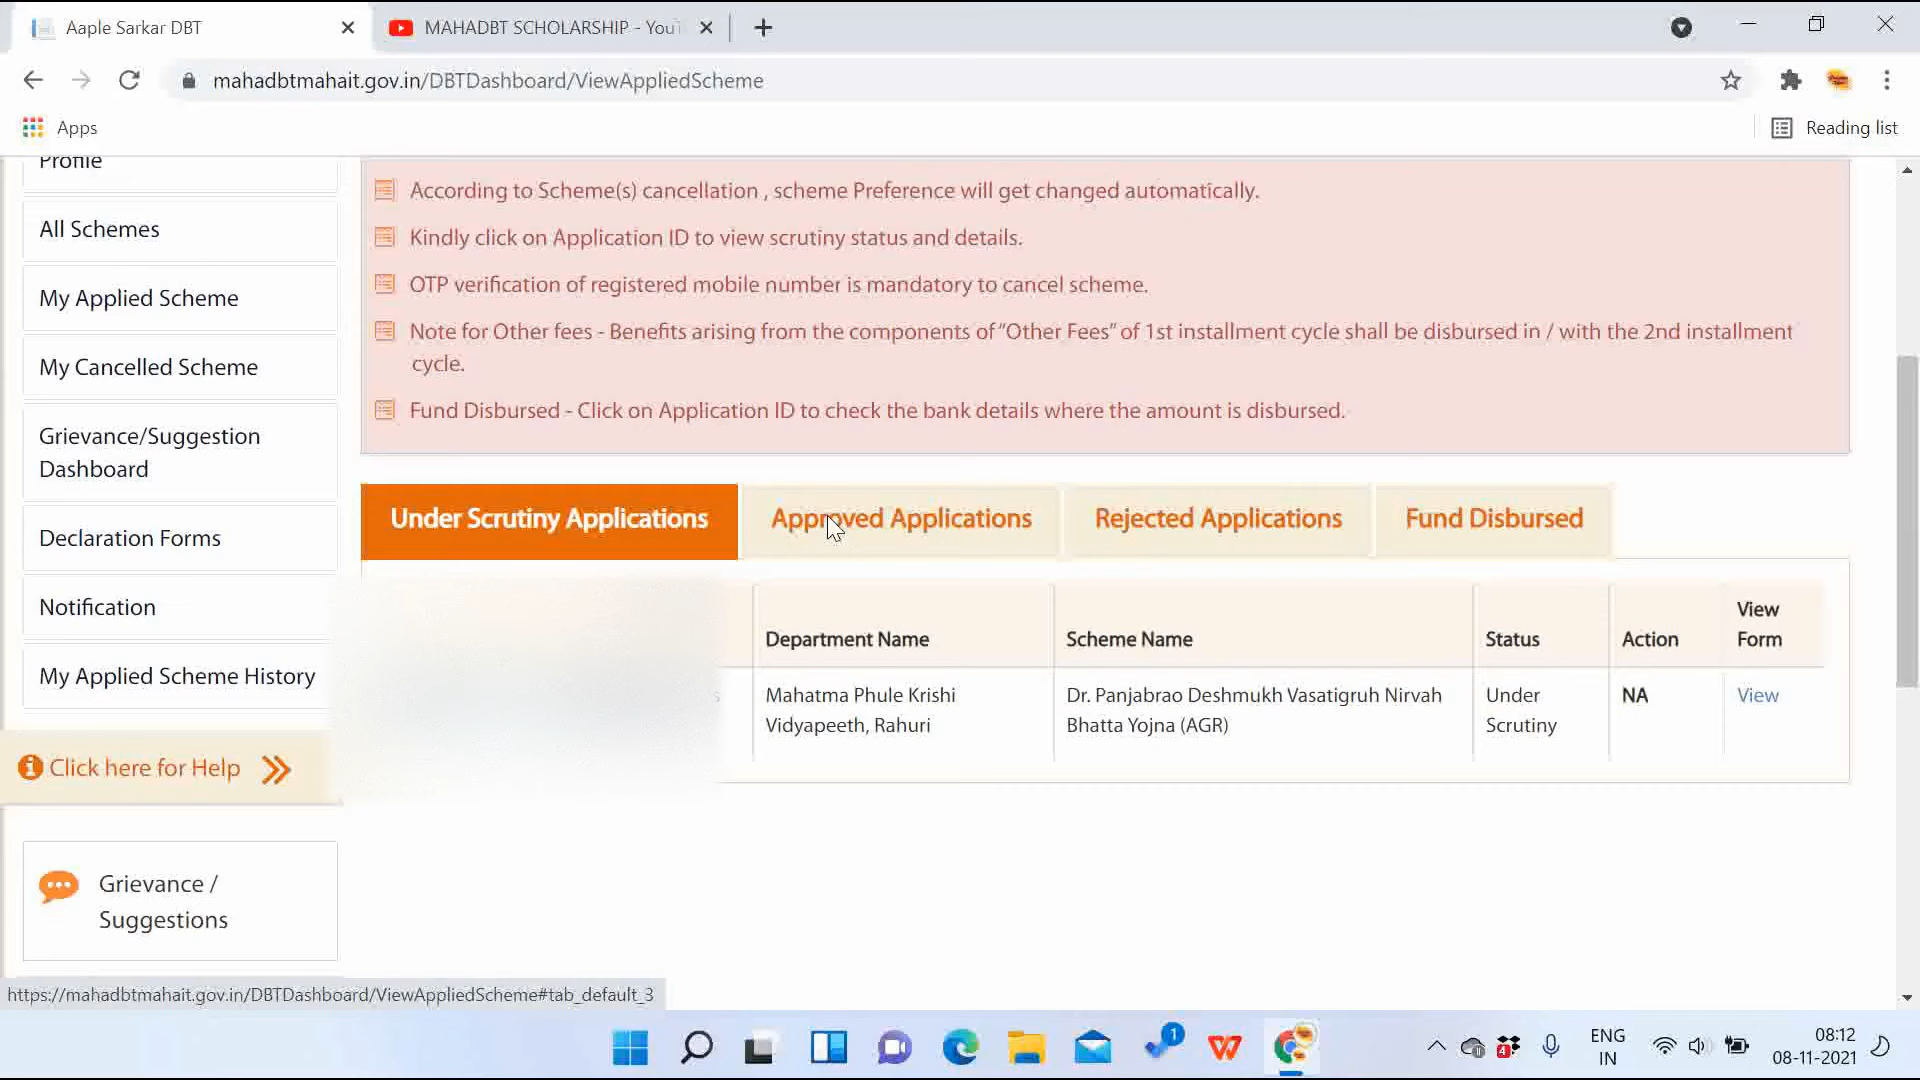 Aaple Sarkar DBT
MAHADBT SCHOLARSHIP - You
mahadbtmahait.gov.in/DBTDashboard/ViewAppliedScheme
Apps
Reading list
Profile
All Schemes
My Applied Scheme
My Cancelled Scheme
Grievance/Suggestion
Dashboard
Declaration Forms
Notification
My Applied Scheme History
Click here for Help
Grievance /
Suggestions
According to Scheme(s) cancellation , scheme Preference will get changed automatically.
Kindly click on Application ID to view scrutiny status and details.
OTP verification of registered mobile number is mandatory to cancel scheme.
Note for Other fees - Benefits arising from the components of “Other Fees” of 1st installment cycle shall be disbursed in / with the 2nd installment
cycle.
Fund Disbursed - Click on Application ID to check the bank details where the amount is disbursed.
Under Scrutiny Applications
Approved Applications
Rejected Applications
Fund Disbursed
Department Name
Scheme Name
Status
Action
View
Form
Mahatma Phule Krishi
Vidyapeeth, Rahuri
Dr. Panjabrao Deshmukh Vasatigruh Nirvah
Bhatta Yojna (AGR)
Under
Scrutiny
NA
View
https://mahadbtmahait.gov.in/DBTDashboard/ViewAppliedScheme#tab_default_3
1
4
ENG
IN
08:12
08-11-2021